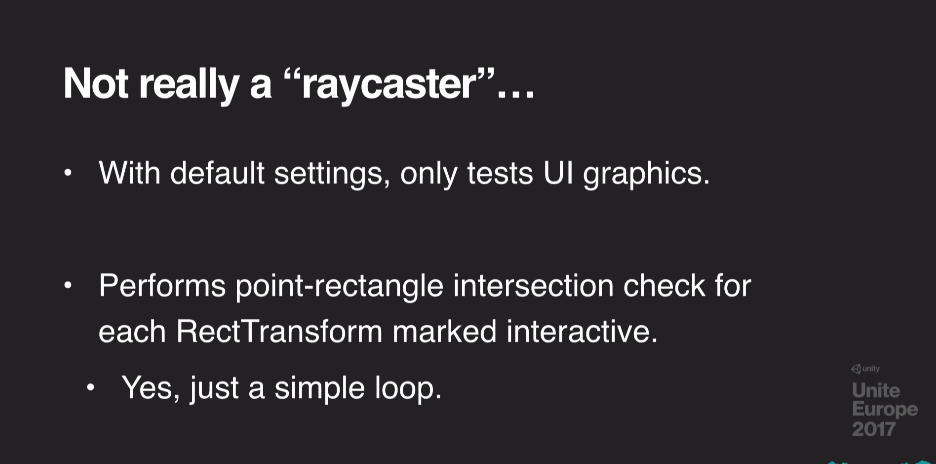 Not really a “raycaster”…
• With default settings, only tests UI graphics.
• Performs point-rectangle intersection check for
each RectTransform marked interactive.
• Yes, just a simple loop.
unity
Unite
Europe
2017